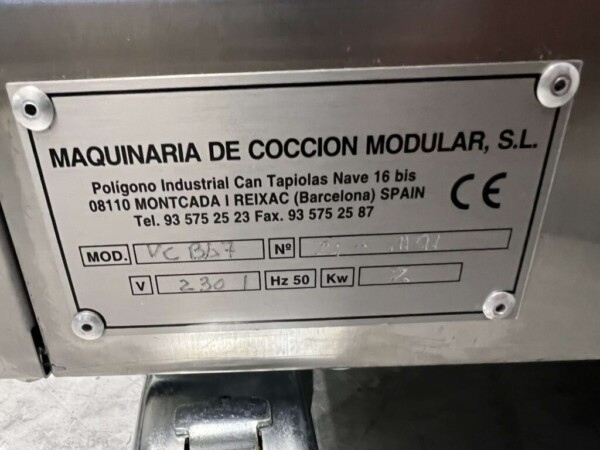 MAQUINARIA DE COCCION MODULAR, S.L.
Polígono Industrial Can Tapiolas Nave 16 bis
08110 MONTCADA I REIXAC (Barcelona) SPAIN
Tel. 93 575 25 23 Fax. 93 575 25 87
CE
MOD. Nº
V 230 Hz 50 Kw 2